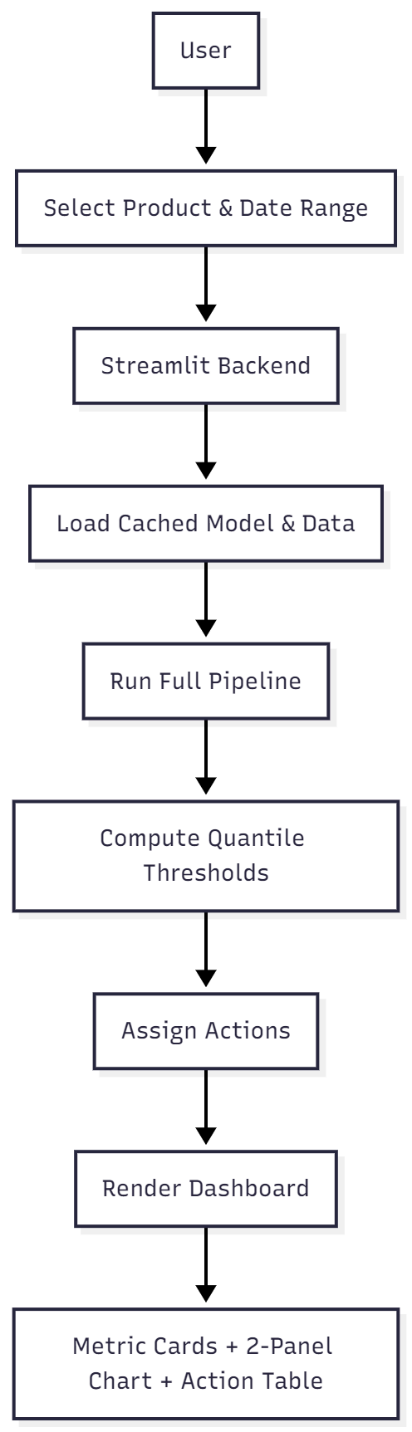 User
Select Product & Date Range
Streamlit Backend
Load Cached Model & Data
Run Full Pipeline
Compute Quantile
Thresholds
Assign Actions
Render Dashboard
Metric Cards + 2-Panel
Chart + Action Table